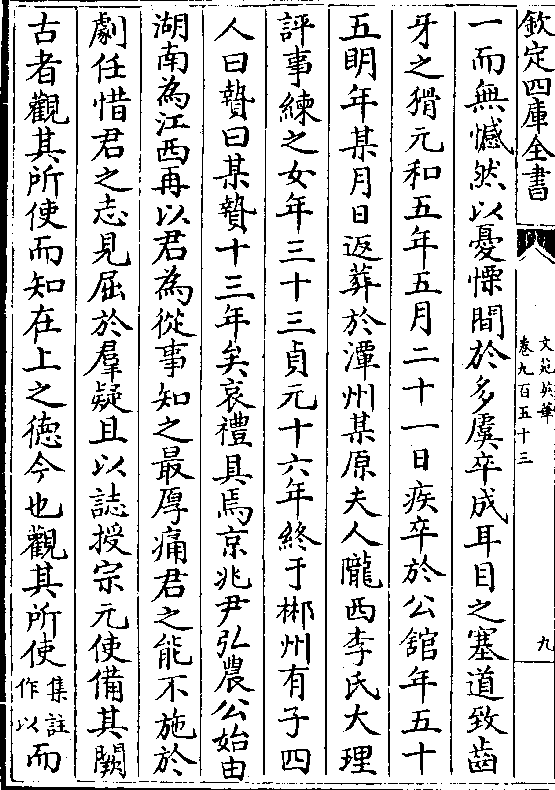 欽定四庫全書
文苑英華
卷九百五十三
九
一而無憾然以憂慄間於多虞卒成耳目之塞道致齒
牙之猾元和五年五月二十一日疾卒於公舘年五十
五明年某月日返葬於潭州某原夫人隴西李氏大理
評事練之女年三十三貞元十六年終于郴州有子四
人曰贄曰某贄十三年矣哀禮具焉京兆尹弘農公始由
湖南為江西再以君為從事知之最厚痛君之能不施於
劇任惜君之志見屈於羣疑且以誌授宗元使備其闕
古者觀其所使而知在上之德今也觀其所使集註作以而